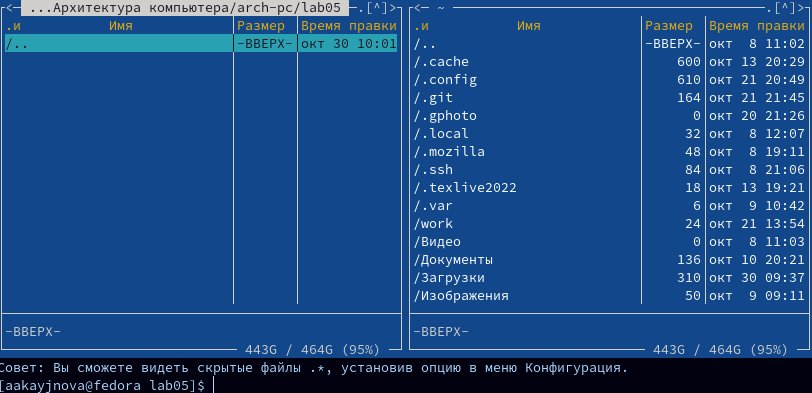 <─ ...Архитектура компьютера/arch-pc/lab05 ─.[^]>
.и Имя Размер Время правки
/.. -ВВЕРХ- окт 30 10:01
-ВВЕРХ-
443G / 464G (95%)
<─ ~ ─.[^]>
.и Имя Размер Время правки
/.. -ВВЕРХ- окт 8 11:02
/.cache 600 окт 13 20:29
/.config 610 окт 21 20:49
/.git 164 окт 21 21:45
/.gphoto 0 окт 20 21:26
/.local 32 окт 8 12:07
/.mozilla 48 окт 8 19:11
/.ssh 84 окт 8 21:06
/.texlive2022 18 окт 13 19:21
/.var 6 окт 9 10:42
/work 24 окт 21 13:54
/Видео 0 окт 8 11:03
/Документы 136 окт 10 20:21
/Загрузки 310 окт 30 09:37
/Изображения 50 окт 9 09:11
-ВВЕРХ-
443G / 464G (95%)
Совет: Вы сможете видеть скрытые файлы .*, установив опцию в меню Конфигурация.
[aakayjnova@fedora lab05]$